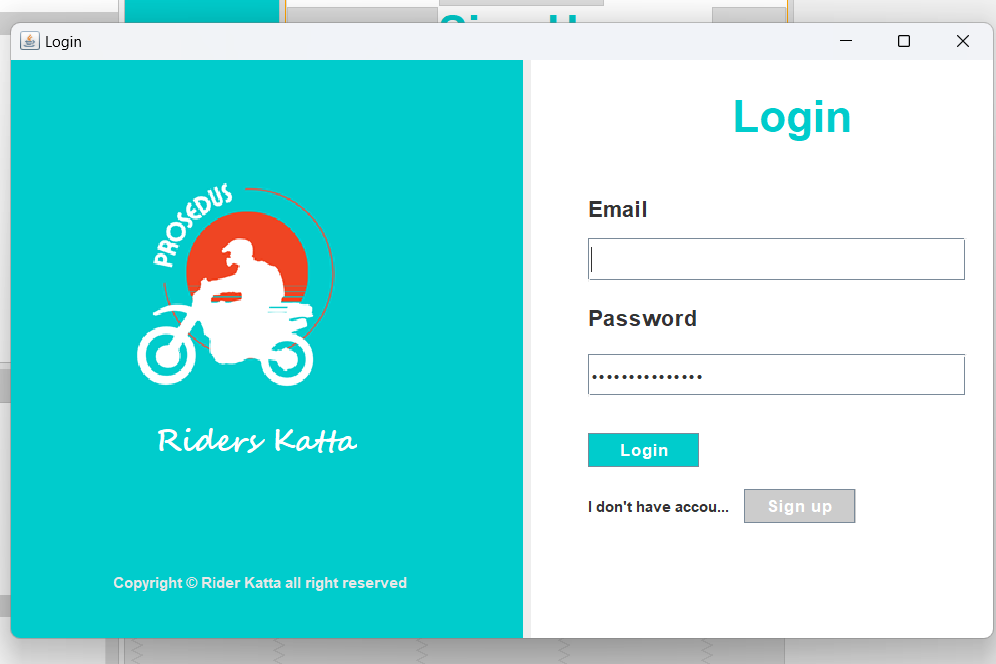 Login
Login
PROSEDUS
Riders Katta
Copyright © Rider Katta all right reserved
Email
Password
Login
I don't have accou...
Sign up